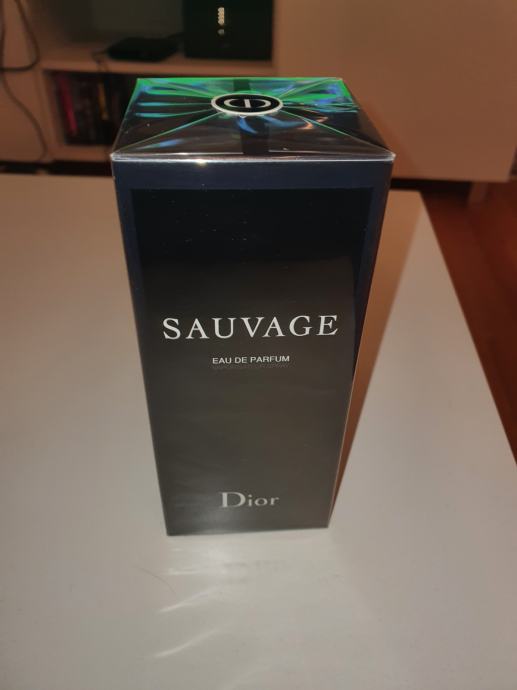 SAUVAGE
EAU DE PARFUM
VAPORISATEUR SPRAY
Dior